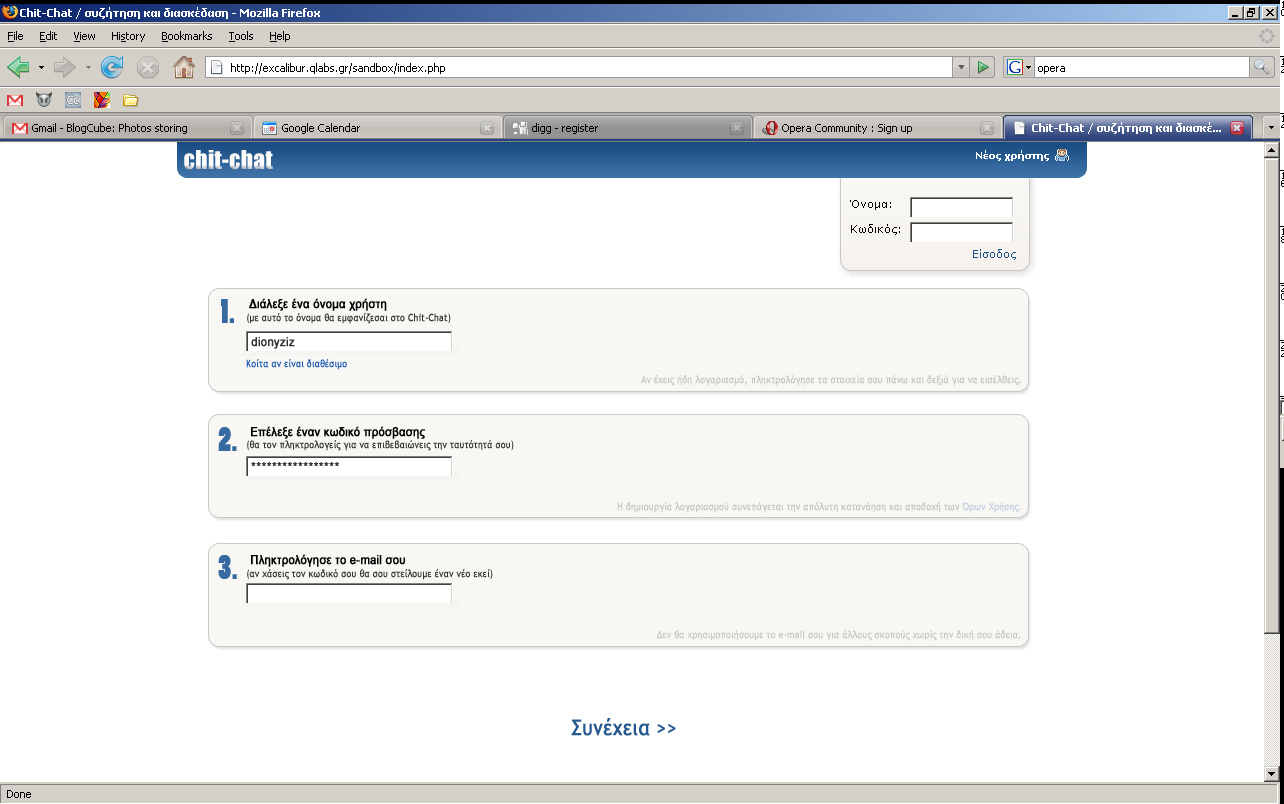 Chit-Chat / συζήτηση και διασκέδαση - Mozilla Firefox
File Edit View History Bookmarks Tools Help
http://excalibur.qlabs.gr/sandbox/index.php
opera
Gmail - BlogCube: Photos storing
Google Calendar
digg - register
Opera Community : Sign up
Chit-Chat / συζήτηση και διασκέ...
chit-chat
Νέος χρήστης
Όνομα:
Κωδικός:
Είσοδος
1. Διάλεξε ένα όνομα χρήστη
(με αυτό το όνομα θα εμφανίζεσαι στο Chit-Chat)
dionyziz
Κοίτα αν είναι διαθέσιμο
Αν έχεις ήδη λογαριασμό, πληκτρολόγησε τα στοιχεία σου πάνω και δεξιά για να εισέλθεις.
2. Επέλεξε έναν κωδικό πρόσβασης
(θα τον πληκτρολογείς για να επιβεβαιώνεις την ταυτότητά σου)
*****************
Η δημιουργία λογαριασμού συνεπάγεται την απόλυτη κατανόηση και αποδοχή των Όρων Χρήσης.
3. Πληκτρολόγησε το e-mail σου
(αν χάσεις τον κωδικό σου θα σου στείλουμε έναν νέο εκεί)
Δεν θα χρησιμοποιήσουμε το e-mail σου για άλλους σκοπούς χωρίς την δική σου άδεια.
Συνέχεια >>
Done